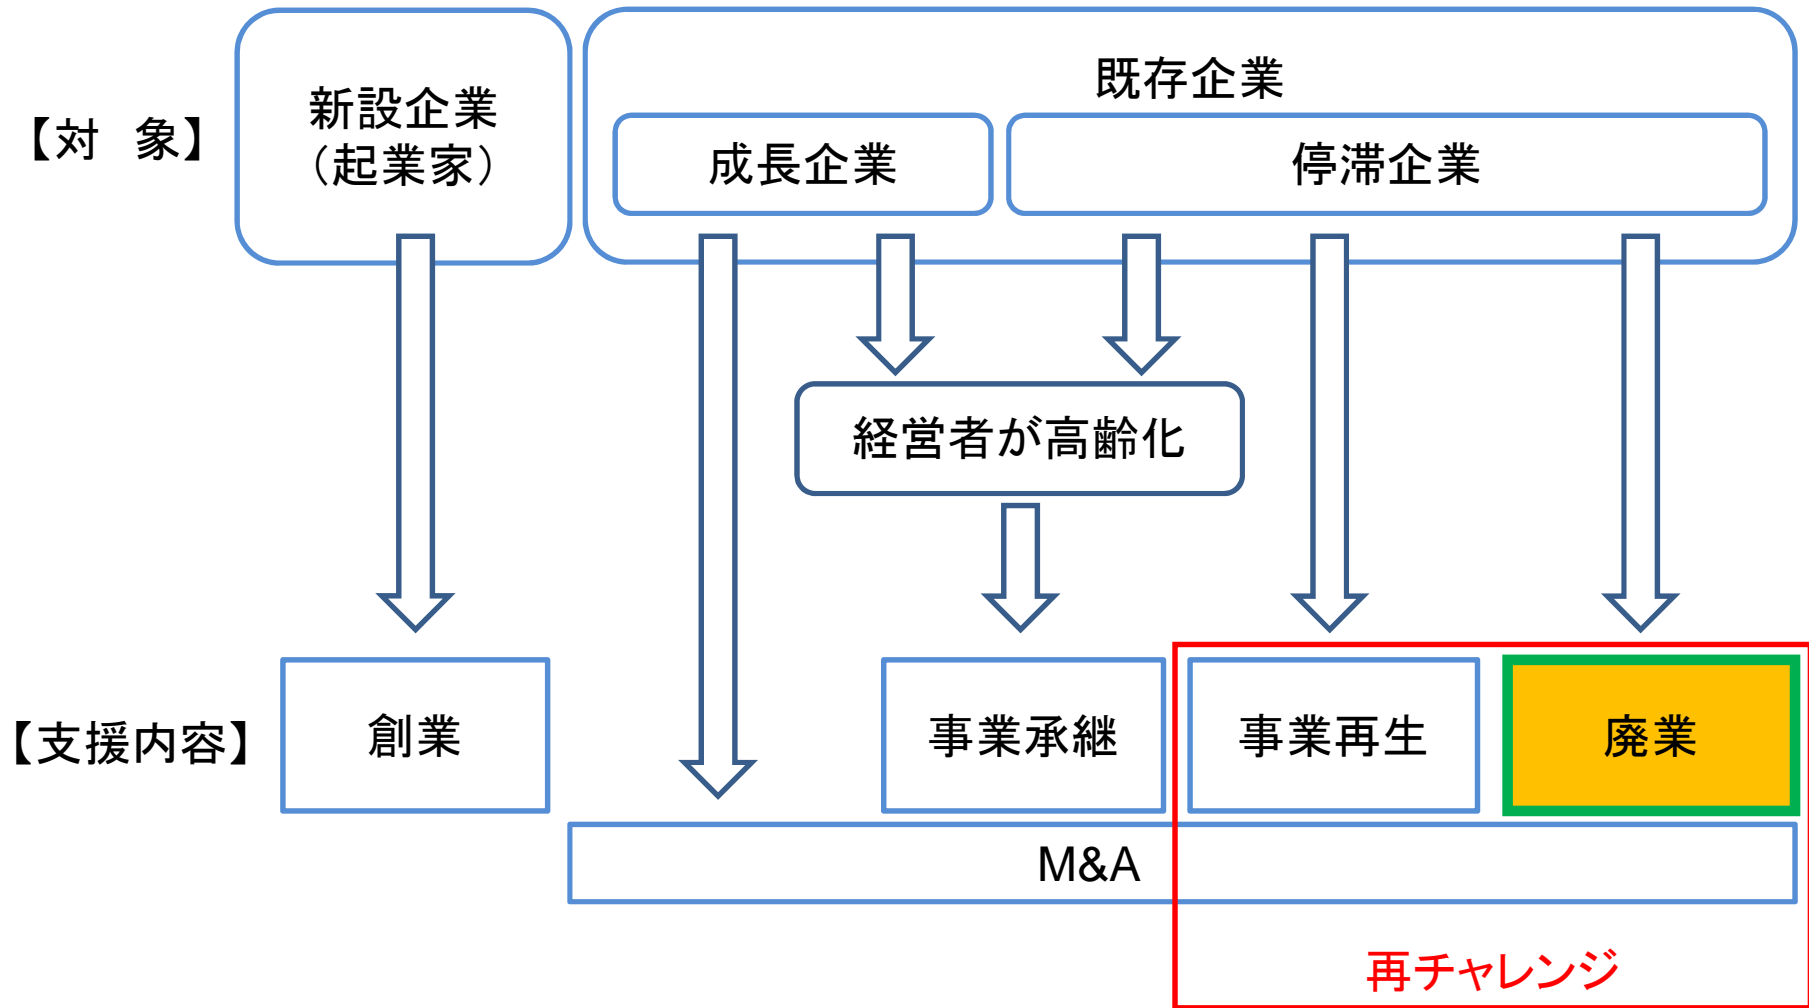 【対　象】
新設企業
（起業家）
既存企業
成長企業
停滞企業
経営者が高齢化
【支援内容】
創業
事業承継
事業再生
廃業
M&A
再チャレンジ